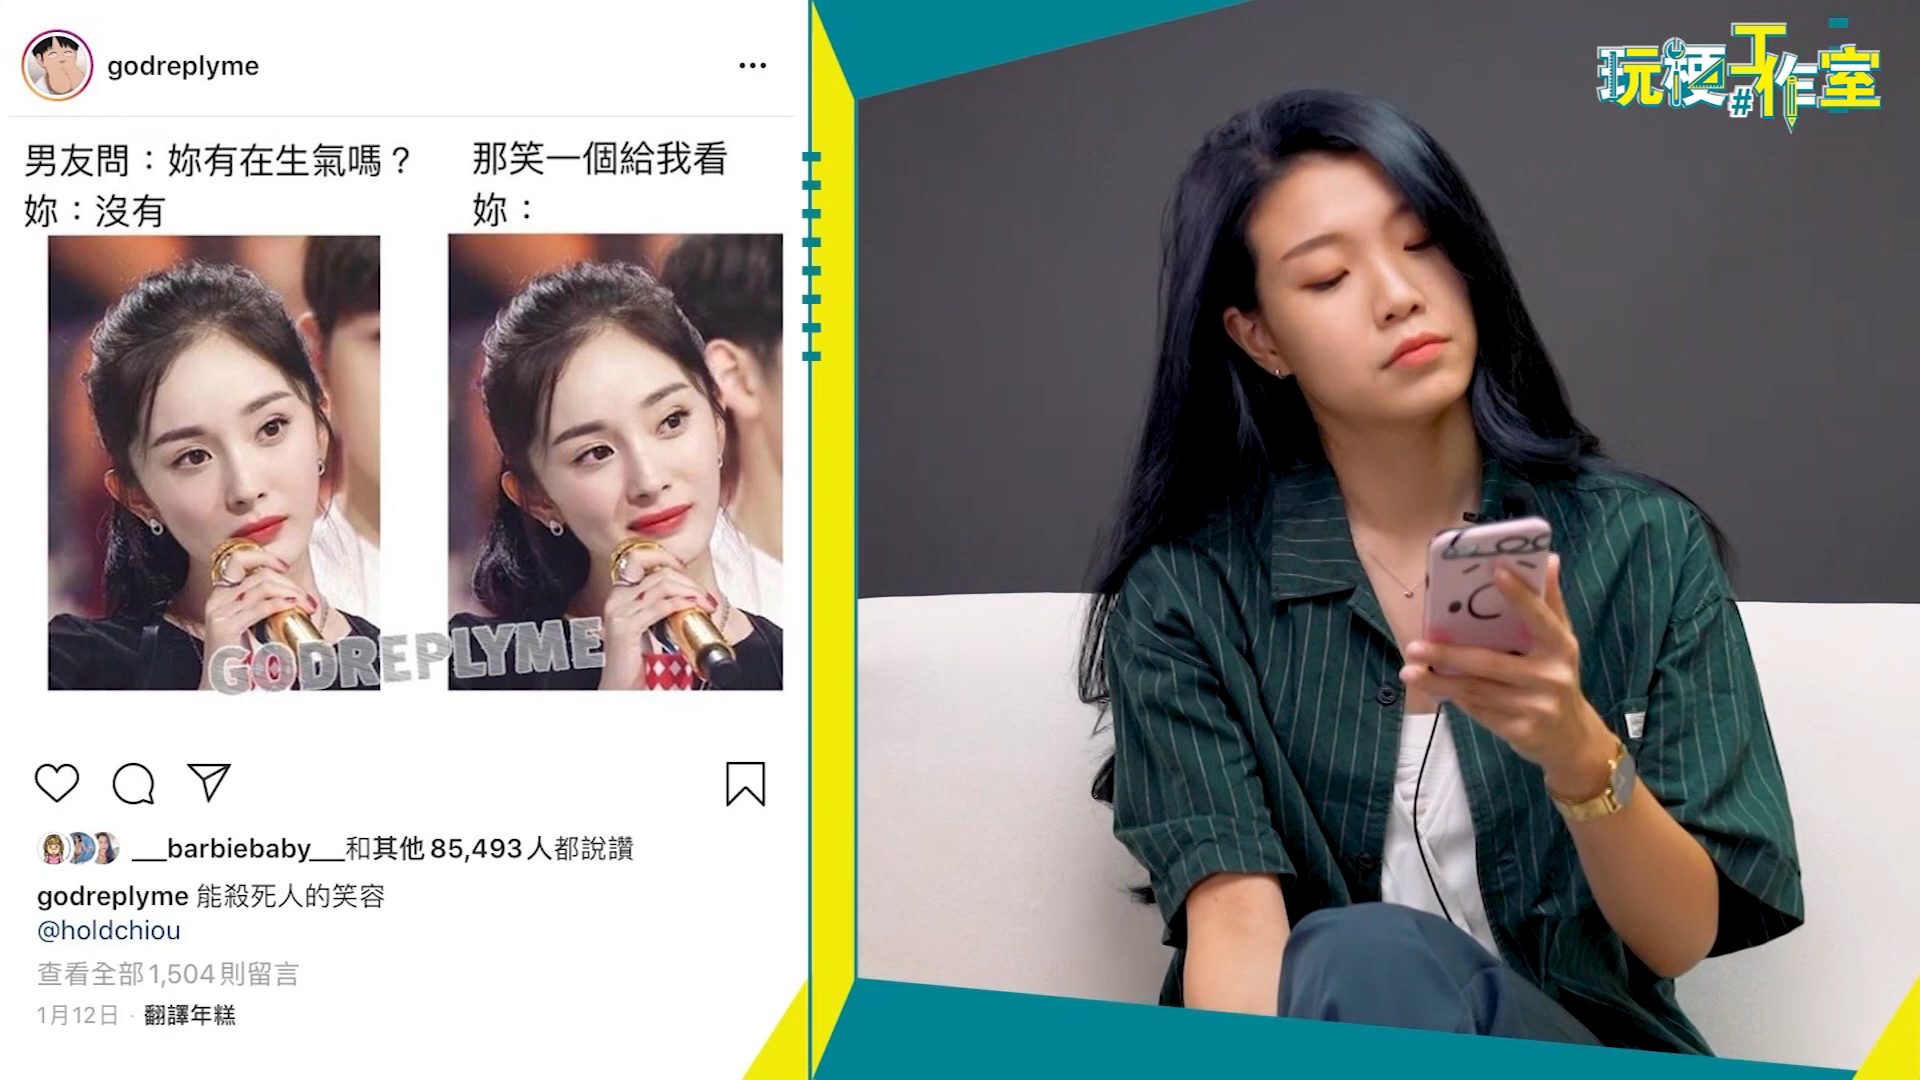 godreplyme
男友問：妳有在生氣嗎？
妳：沒有
那笑一個給我看
妳：
GODREPLYME
___barbiebaby___和其他 85,493 人都說讚
godreplyme 能殺死人的笑容
@holdchiou
查看全部 1,504 則留言
1月12日 · 翻譯年糕
玩梗#工作室